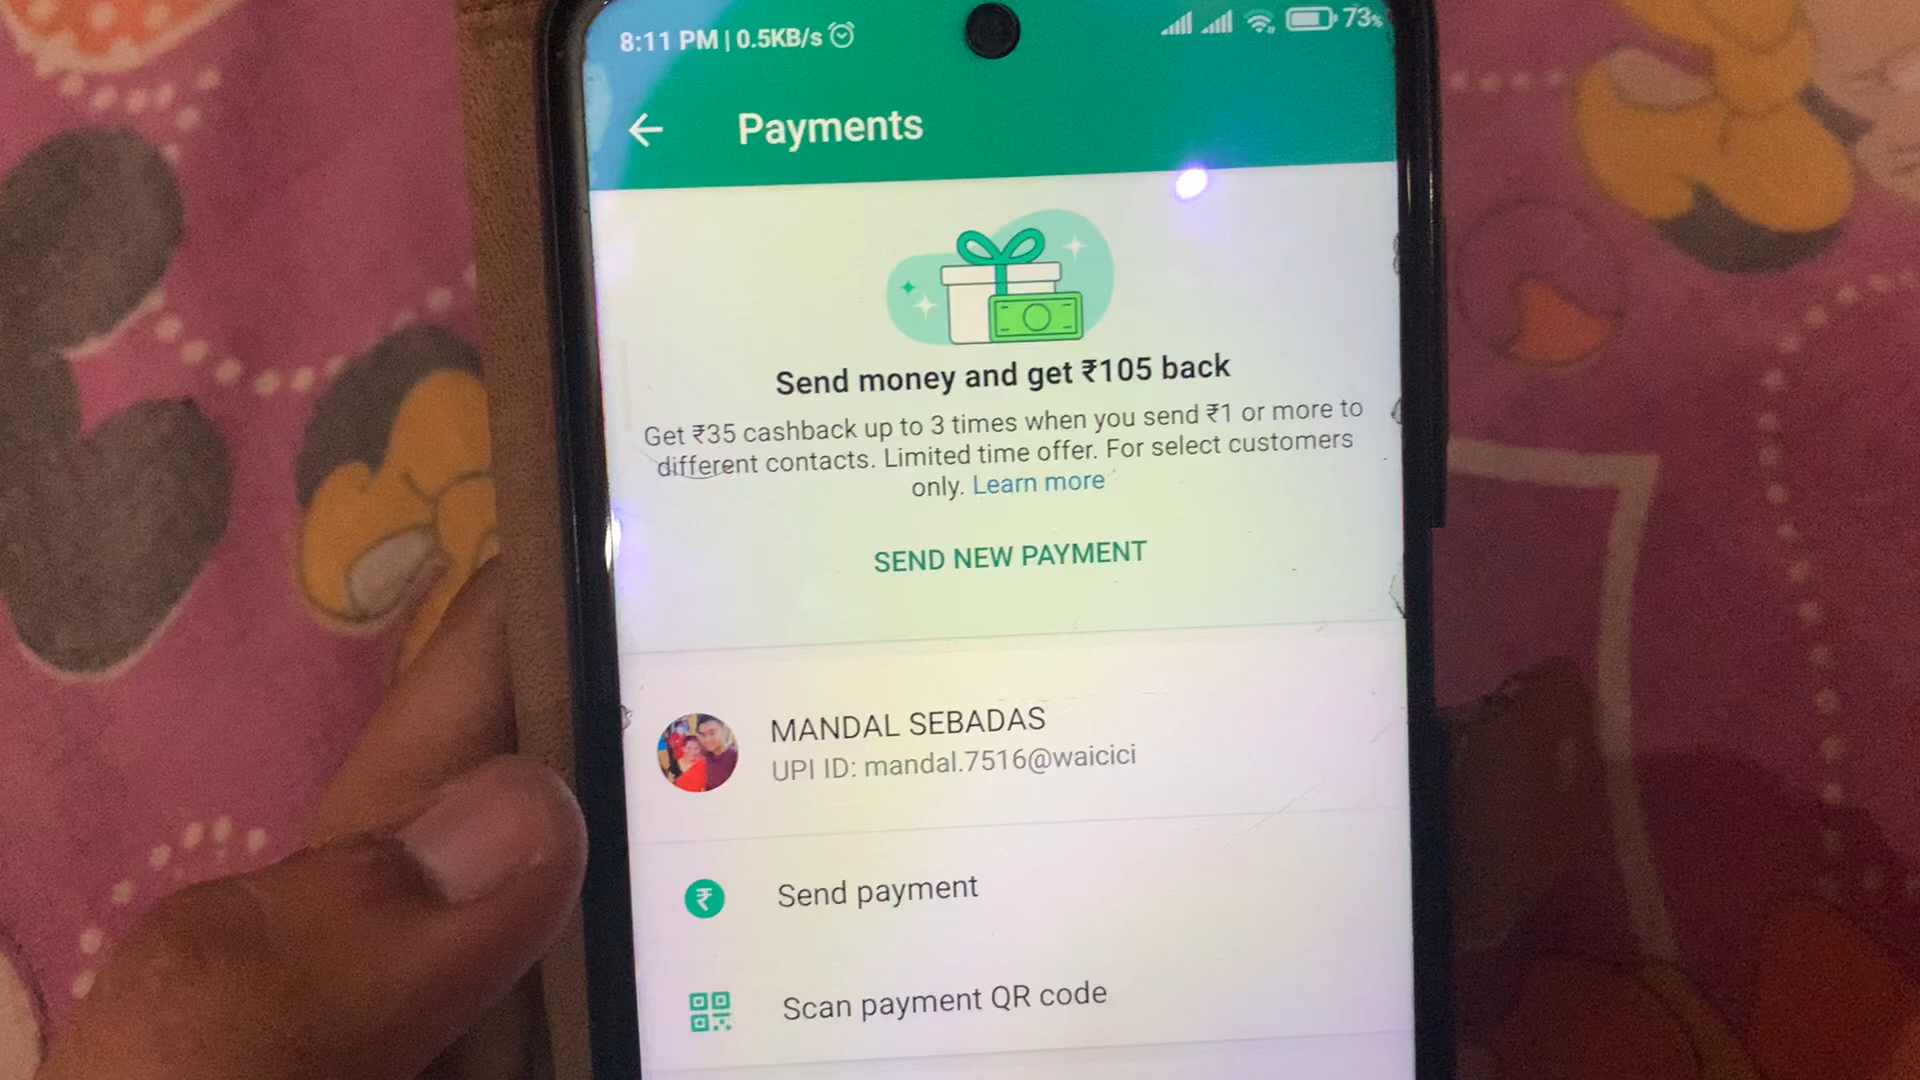 8:11 PM | 0.5KB/s
73%
Payments
Send money and get ₹105 back
Get ₹35 cashback up to 3 times when you send ₹1 or more to
different contacts. Limited time offer. For select customers
only. Learn more
SEND NEW PAYMENT
MANDAL SEBADAS
UPI ID: mandal.7516@waicici
Send payment
Scan payment QR code